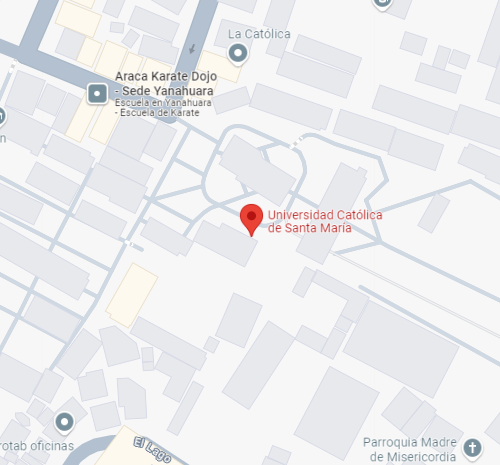 La Católica
Araca Karate Dojo
- Sede Yanahuara
Escuela en Yanahuara
- Escuela de Karate
n
Universidad Católica
de Santa María
rotab oficinas
El Lago
Parroquia Madre
de Misericordia